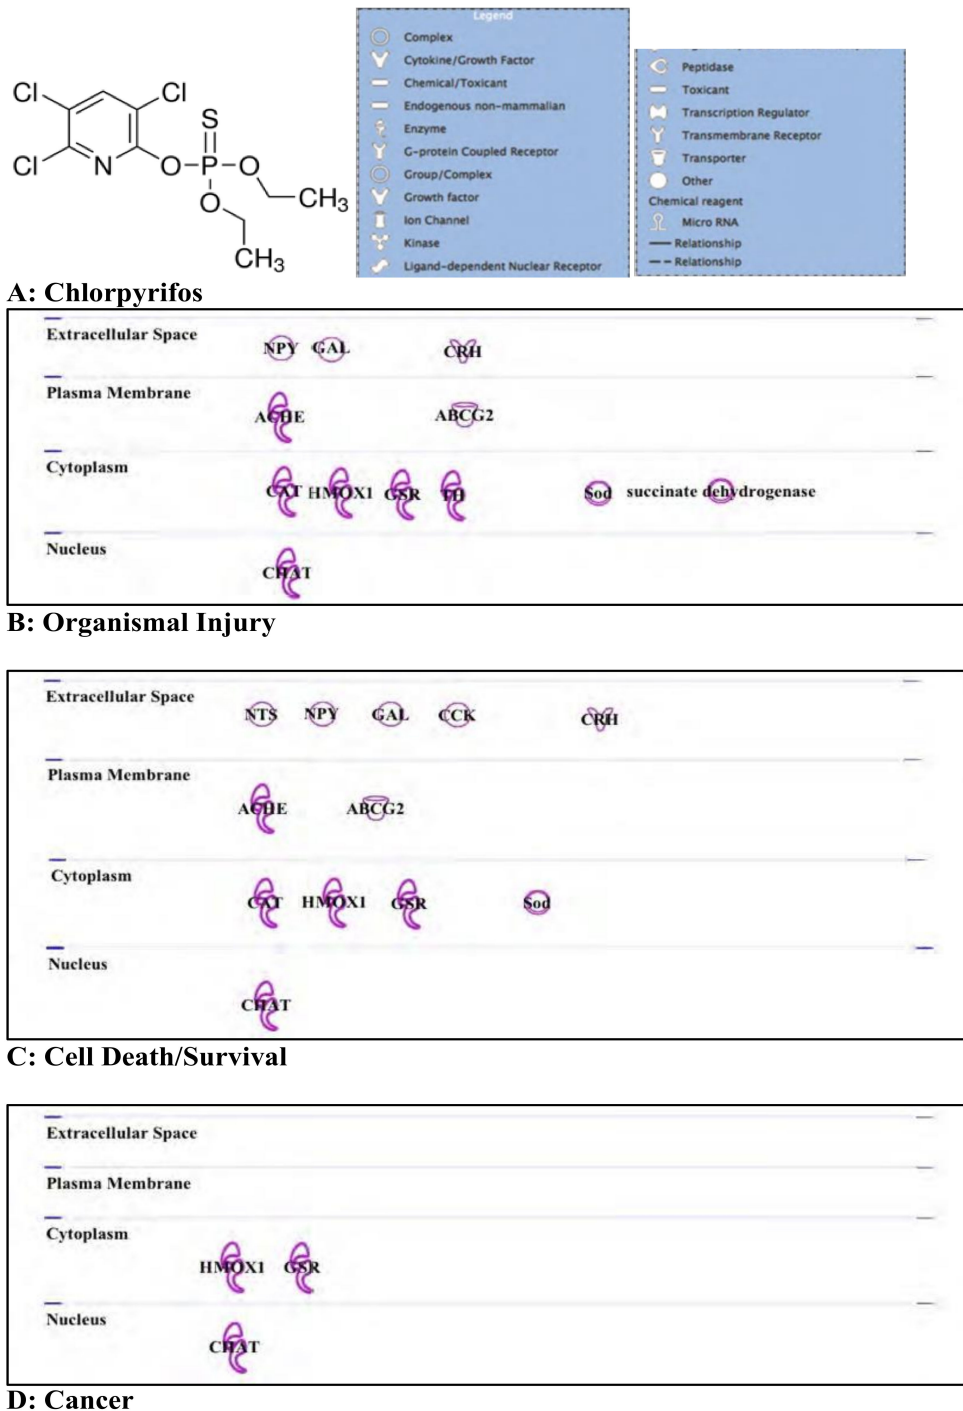 Cl
Cl
Cl
N
O
S
P
O
O
CH3
CH3
Legend
Complex
Cytokine/Growth Factor
Chemical/Toxicant
Endogenous non-mammalian
Enzyme
G-protein Coupled Receptor
Group/Complex
Growth factor
Ion Channel
Kinase
Ligand-dependent Nuclear Receptor
Peptidase
Toxicant
Transcription Regulator
Transmembrane Receptor
Transporter
Other
Chemical reagent
Micro RNA
Relationship
Relationship
A: Chlorpyrifos
Extracellular Space
NPY GAL CRH
Plasma Membrane
ACHE ABCG2
Cytoplasm
CAT HMOX1 GSR TH Sod succinate dehydrogenase
Nucleus
CHAT
B: Organismal Injury
Extracellular Space
NTS NPY GAL CCK CRH
Plasma Membrane
ACHE ABCG2
Cytoplasm
CAT HMOX1 GSR Sod
Nucleus
CHAT
C: Cell Death/Survival
Extracellular Space
Plasma Membrane
Cytoplasm
HMOX1 GSR
Nucleus
CHAT
D: Cancer